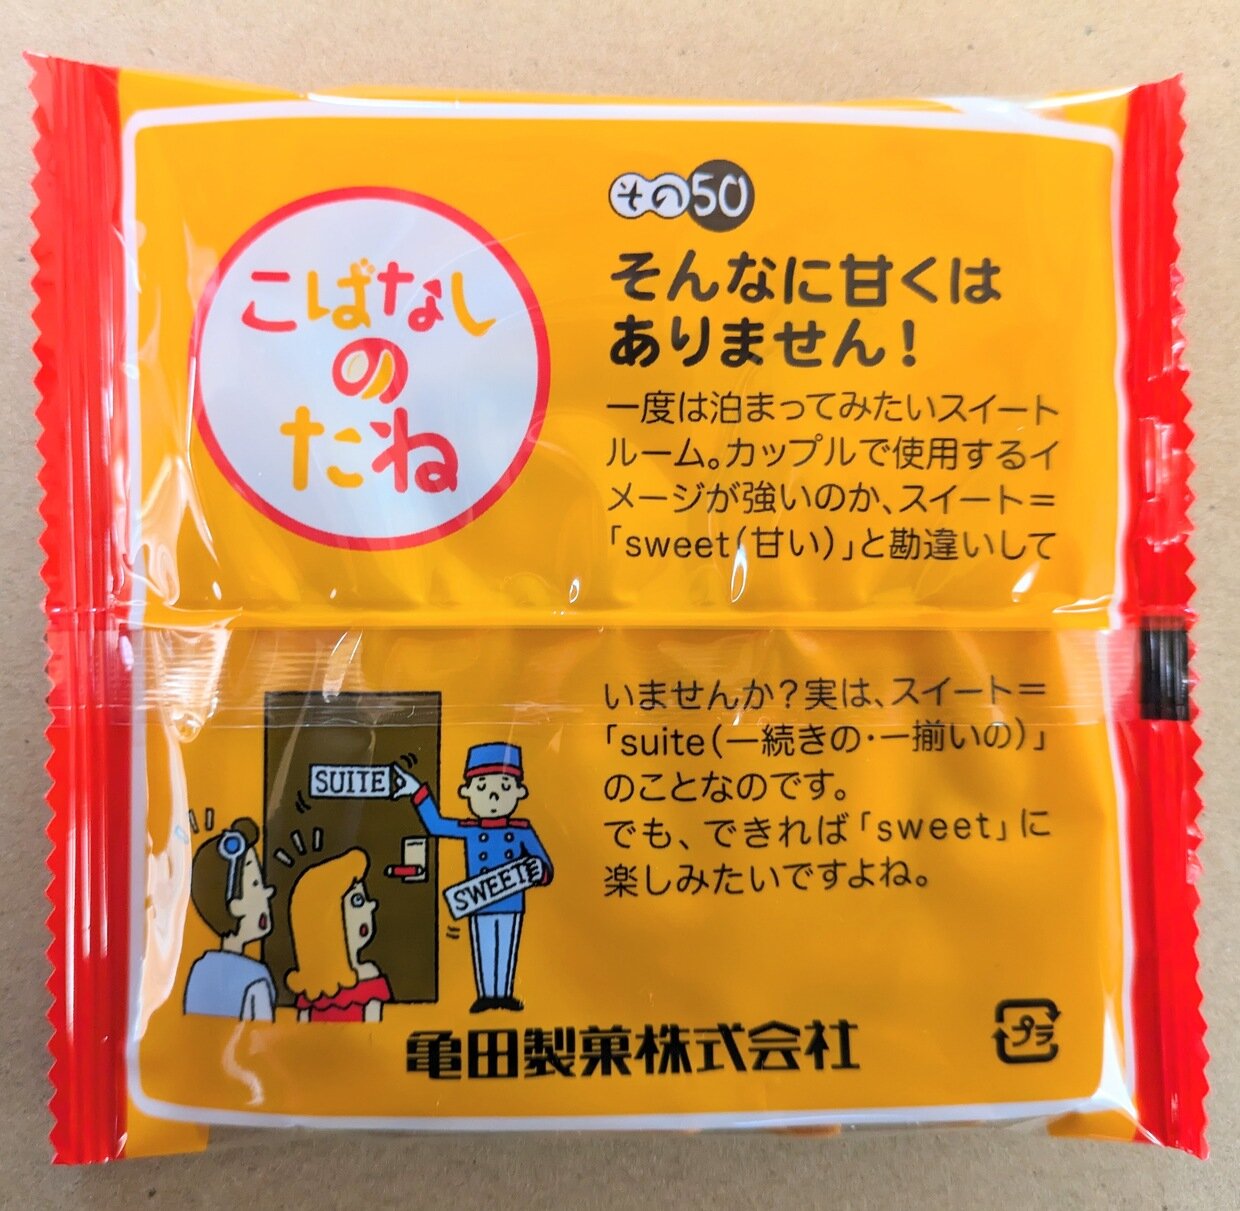 こばなし
の
たね
その50
そんなに甘くは
ありません!
一度は泊まってみたいスイート
ルーム。カップルで使用するイ
メージが強いのか、スイート=
「sweet(甘い)」と勘違いして
いませんか?実は、スイート=
「suite(一続きの・一揃いの)」
のことなのです。
でも、できれば「sweet」に
楽しみたいですよね。
SUITE
SWEET
亀田製菓株式会社
プラ